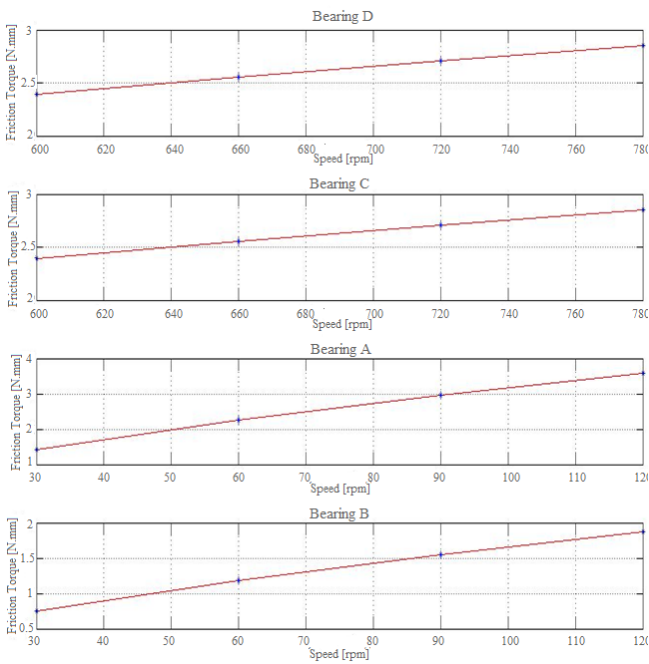 Bearing D
Friction Torque [N.mm]
3
2.5
2
600 620 640 660 680 700 720 740 760 780
Speed [rpm]
Bearing C
Friction Torque [N.mm]
3
2.5
2
600 620 640 660 680 700 720 740 760 780
Speed [rpm]
Bearing A
Friction Torque [N.mm]
4
3
2
1
30 40 50 60 70 80 90 100 110 120
Speed [rpm]
Bearing B
Friction Torque [N.mm]
2
1.5
1
0.5
30 40 50 60 70 80 90 100 110 120
Speed [rpm]